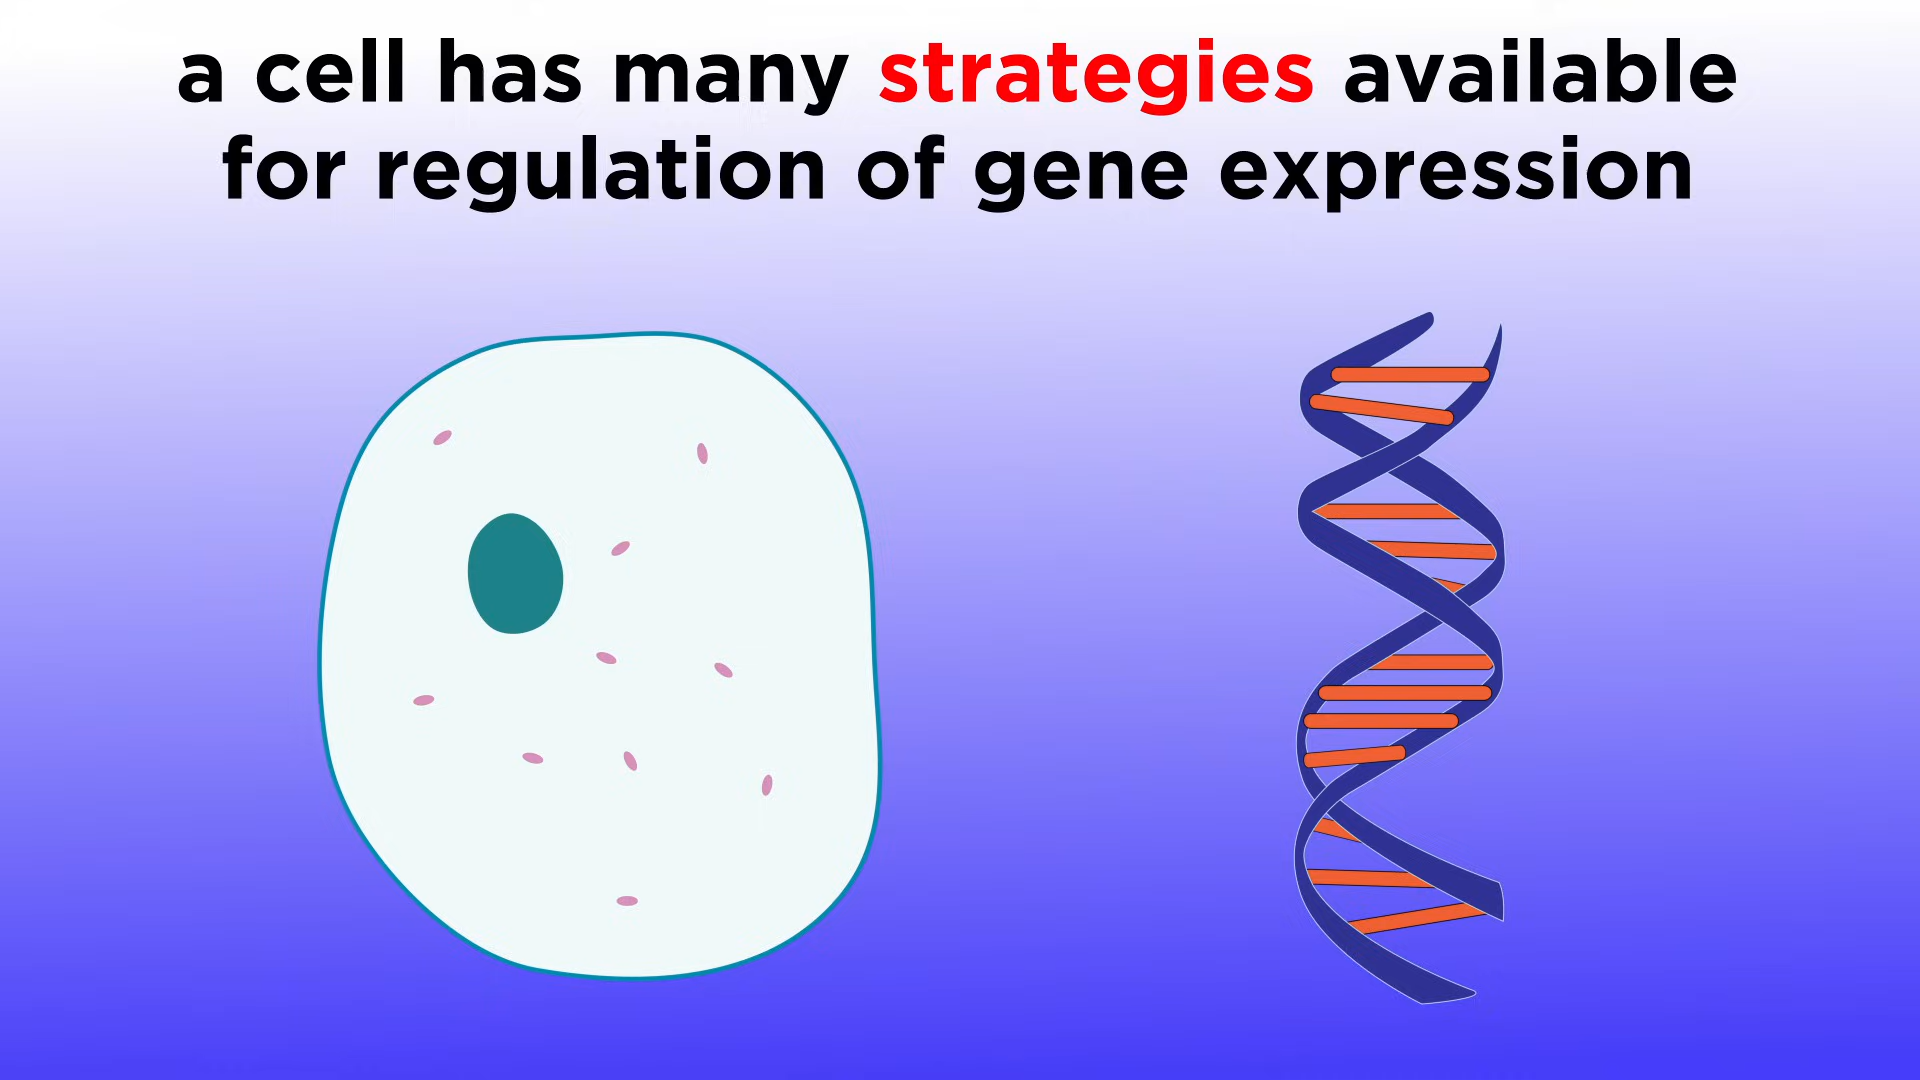 a cell has many strategies available
for regulation of gene expression